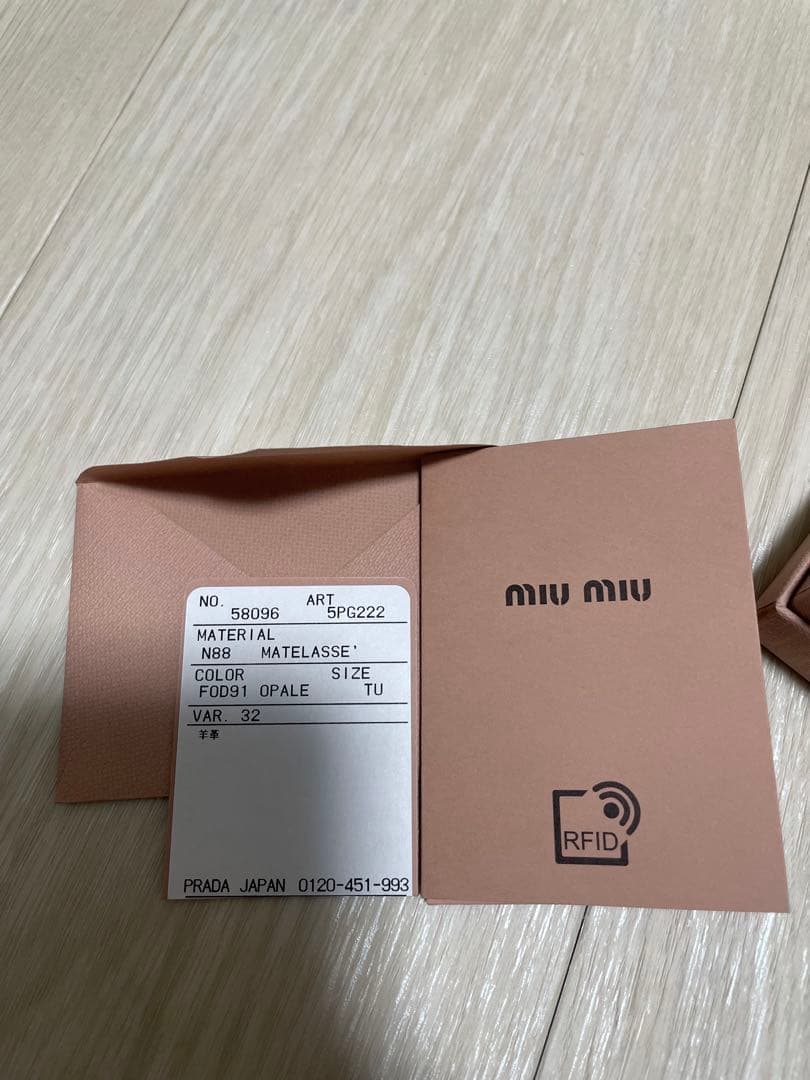 NO. ART
58096 5PG222
MATERIAL
N88 MATELASSE'
COLOR SIZE
F0D91 OPALE TU
VAR. 32
羊革
PRADA JAPAN 0120-451-993
miu miu
RFID